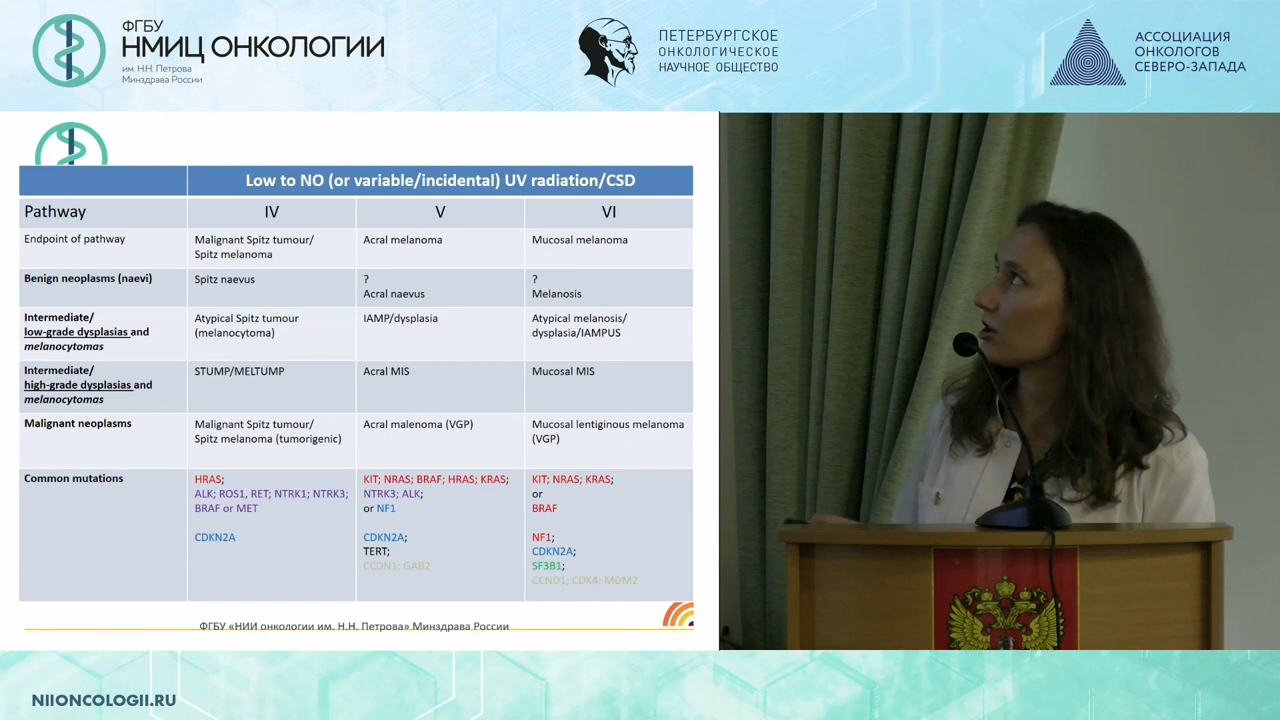 ФГБУ
НМИЦ ОНКОЛОГИИ
им. Н.Н. Петрова
Минздрава России
ПЕТЕРБУРГСКОЕ
ОНКОЛОГИЧЕСКОЕ
НАУЧНОЕ ОБЩЕСТВО
АССОЦИАЦИЯ
ОНКОЛОГОВ
СЕВЕРО-ЗАПАДА
Low to NO (or variable/incidental) UV radiation/CSD
Pathway IV V VI
Endpoint of pathway
Malignant Spitz tumour/
Spitz melanoma
Acral melanoma
Mucosal melanoma
Benign neoplasms (naevi)
Spitz naevus
?
Acral naevus
?
Melanosis
Intermediate/
low-grade dysplasias and
melanocytomas
Atypical Spitz tumour
(melanocytoma)
IAMP/dysplasia
Atypical melanosis/
dysplasia/IAMPUS
Intermediate/
high-grade dysplasias and
melanocytomas
STUMP/MELTUMP
Acral MIS
Mucosal MIS
Malignant neoplasms
Malignant Spitz tumour/
Spitz melanoma (tumorigenic)
Acral malenoma (VGP)
Mucosal lentiginous melanoma
(VGP)
Common mutations
HRAS;
ALK; ROS1, RET; NTRK1; NTRK3;
BRAF or MET
CDKN2A
KIT; NRAS; BRAF; HRAS; KRAS;
NTRK3; ALK;
or NF1
CDKN2A;
TERT;
CCDN1; GAB2
KIT; NRAS; KRAS;
or
BRAF
NF1;
CDKN2A;
SF3B1;
CCND1; CDK4; MDM2
ФГБУ «НИИ онкологии им. Н.Н. Петрова» Минздрава России
NIIONCOLOGII.RU